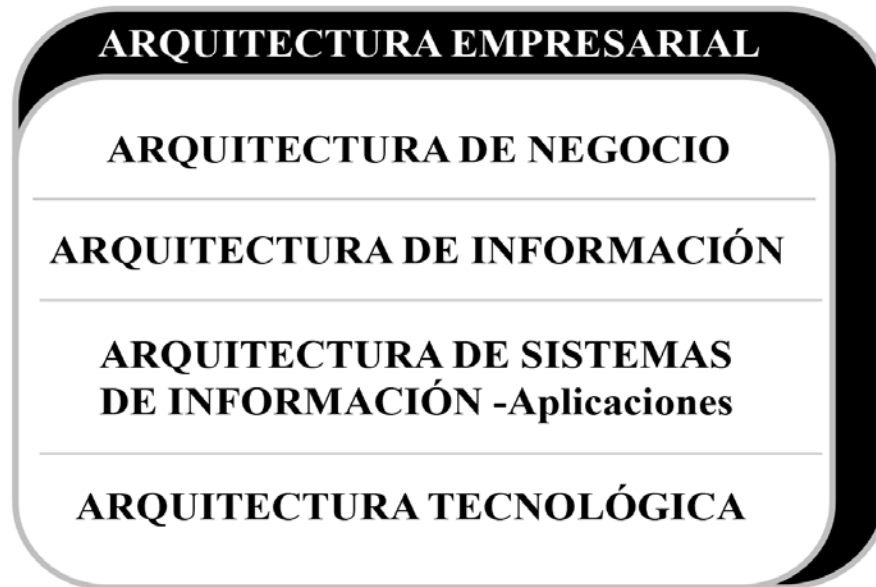 ARQUITECTURA EMPRESARIAL
ARQUITECTURA DE NEGOCIO
ARQUITECTURA DE INFORMACIÓN
ARQUITECTURA DE SISTEMAS
DE INFORMACIÓN -Aplicaciones
ARQUITECTURA TECNOLÓGICA